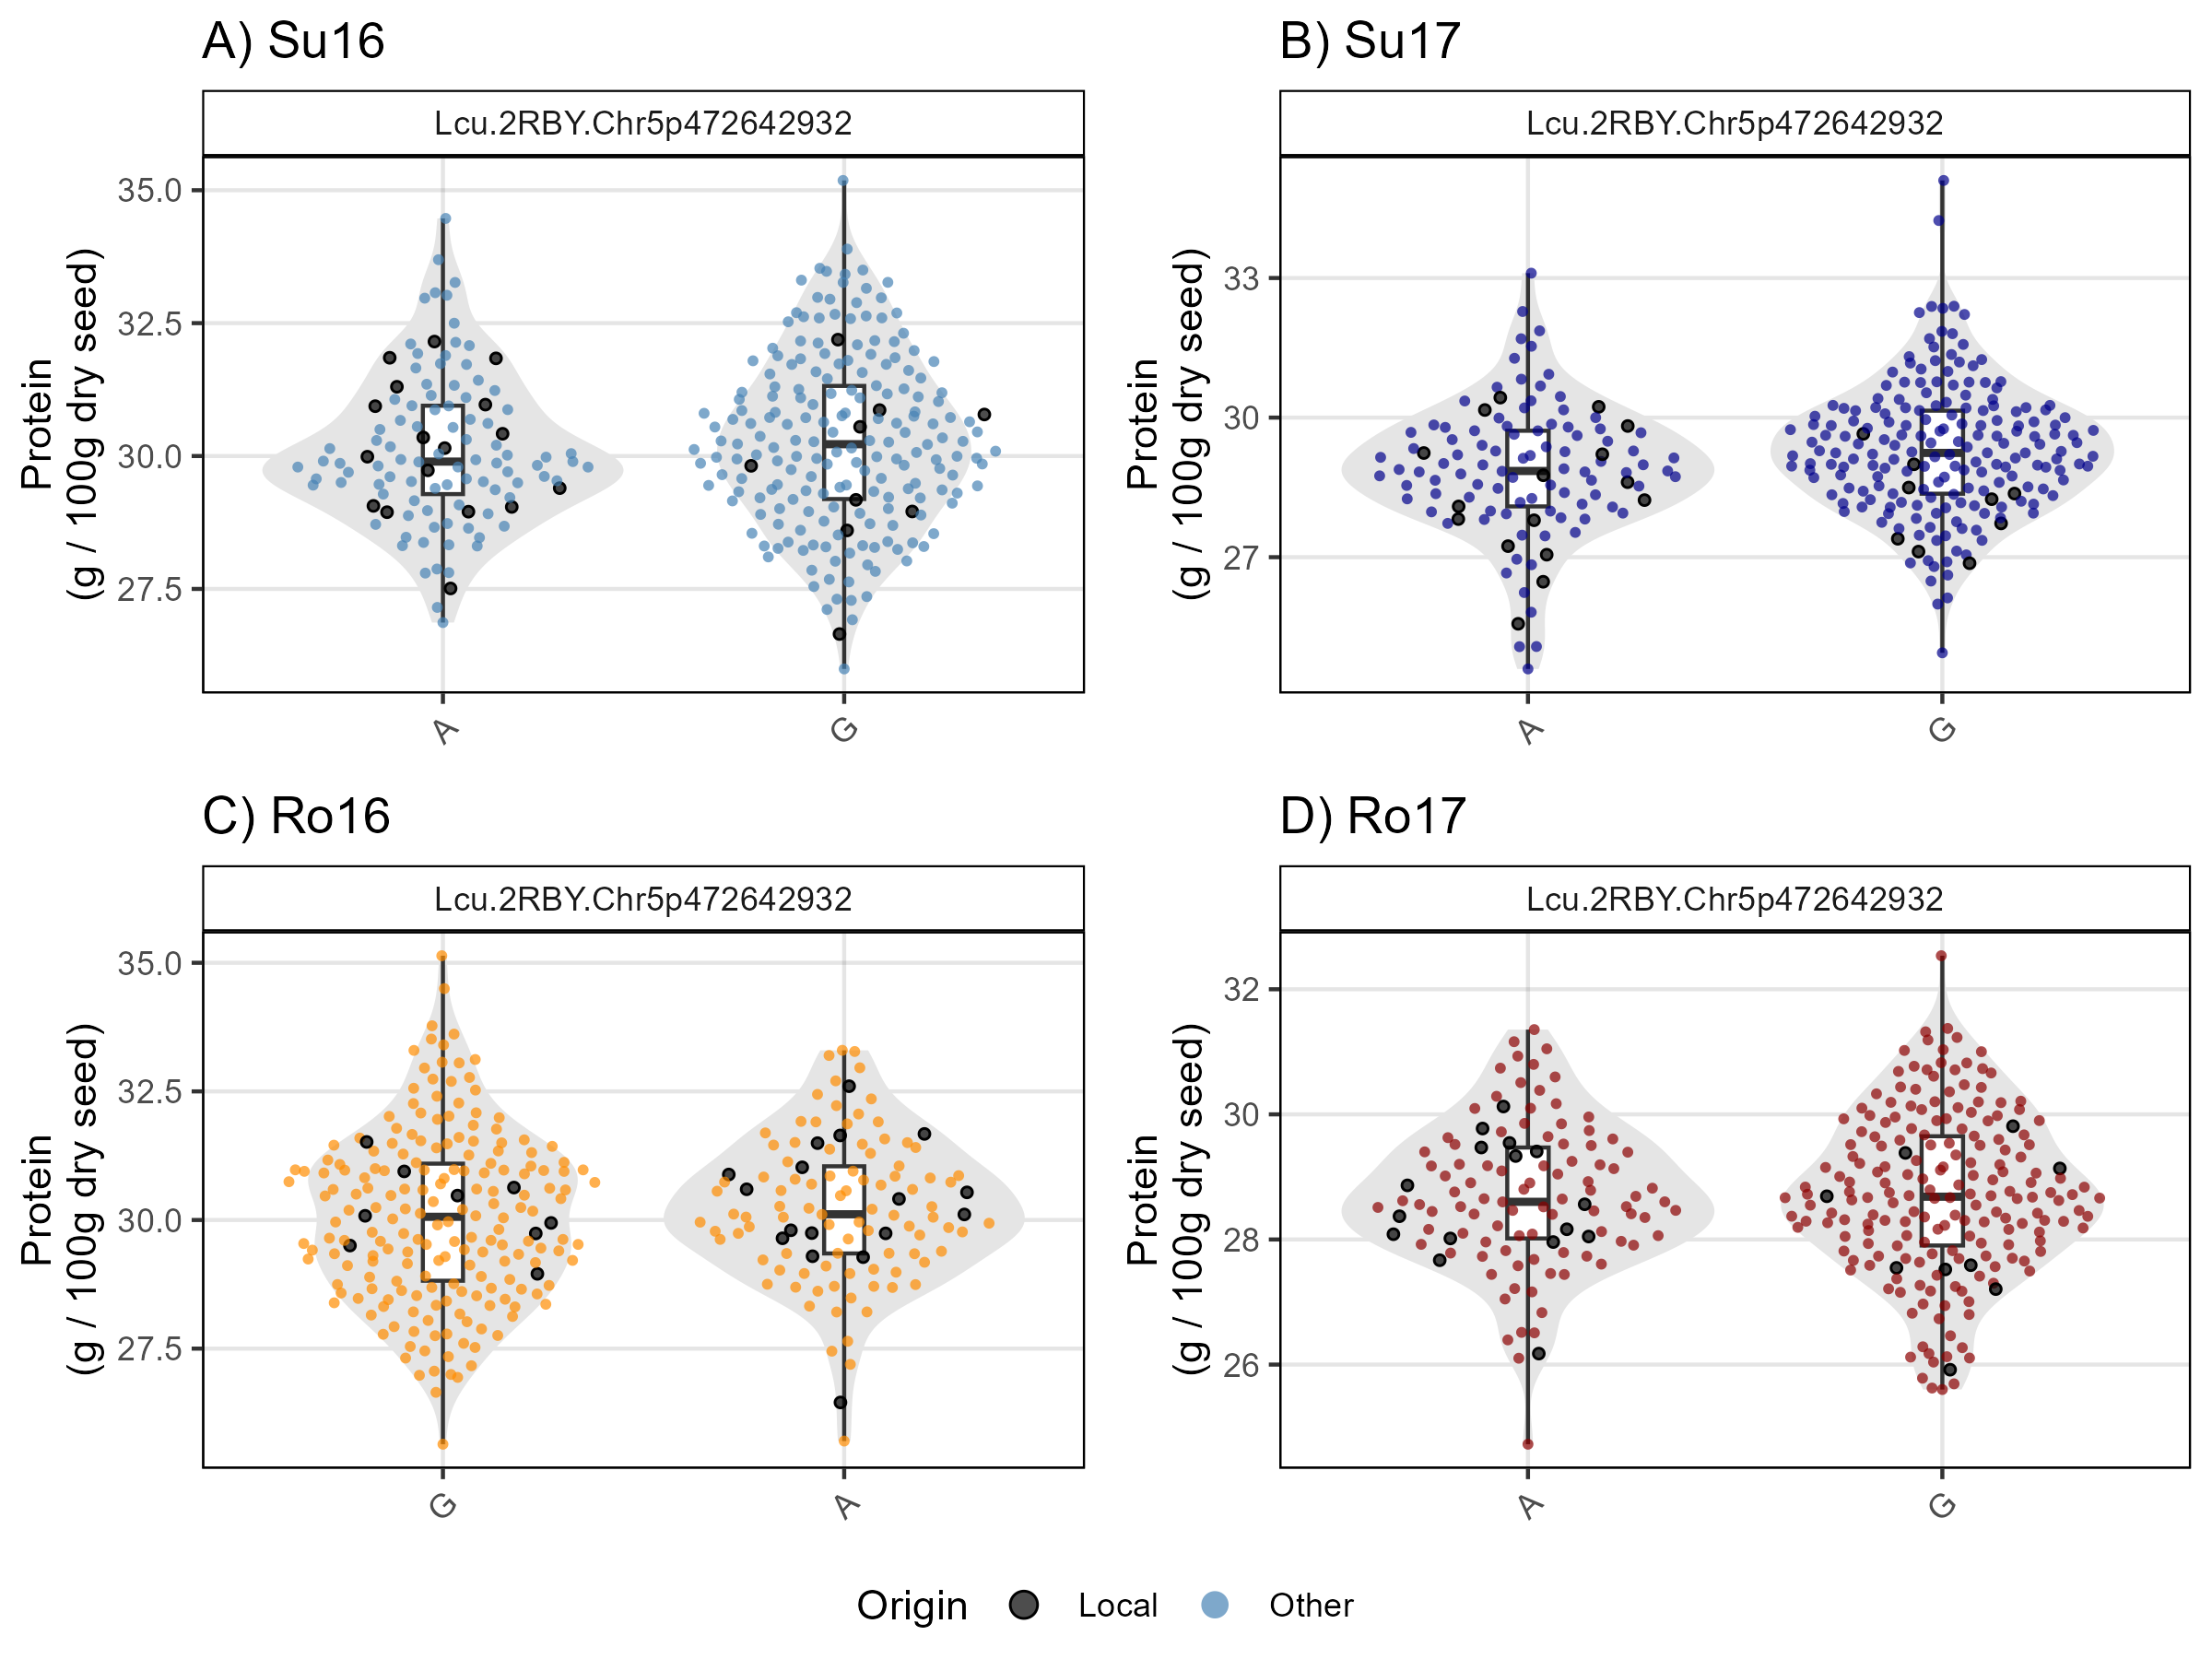 A) Su16
Lcu.2RBY.Chr5p472642932
Protein
(g / 100g dry seed)
35.0
32.5
30.0
27.5
A
G
B) Su17
Lcu.2RBY.Chr5p472642932
Protein
(g / 100g dry seed)
33
30
27
A
G
C) Ro16
Lcu.2RBY.Chr5p472642932
Protein
(g / 100g dry seed)
35.0
32.5
30.0
27.5
G
A
D) Ro17
Lcu.2RBY.Chr5p472642932
Protein
(g / 100g dry seed)
32
30
28
26
A
G
Origin Local Other